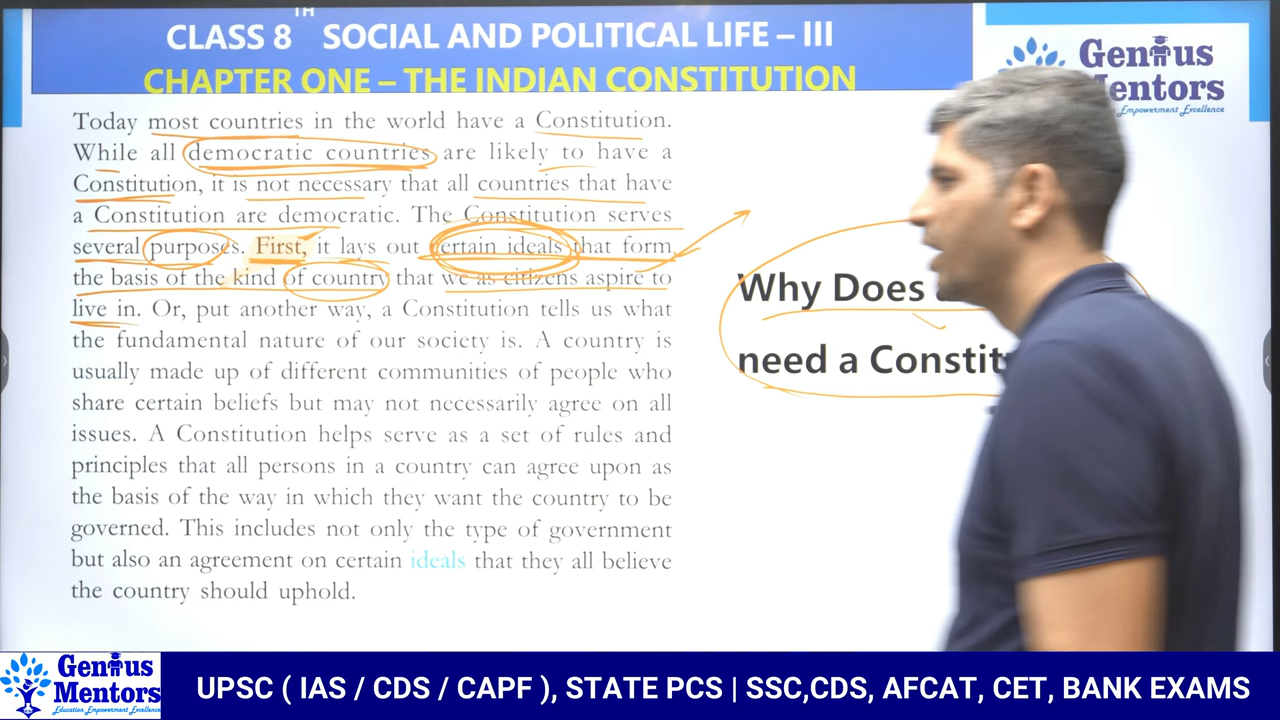 TH
CLASS 8 SOCIAL AND POLITICAL LIFE – III
CHAPTER ONE – THE INDIAN CONSTITUTION
Genius
Mentors
Empowerment Excellence
Today most countries in the world have a Constitution.
While all democratic countries are likely to have a
Constitution, it is not necessary that all countries that have
a Constitution are democratic. The Constitution serves
several purposes. First, it lays out certain ideals that form
the basis of the kind of country that we as citizens aspire to
live in. Or, put another way, a Constitution tells us what
the fundamental nature of our society is. A country is
usually made up of different communities of people who
share certain beliefs but may not necessarily agree on all
issues. A Constitution helps serve as a set of rules and
principles that all persons in a country can agree upon as
the basis of the way in which they want the country to be
governed. This includes not only the type of government
but also an agreement on certain ideals that they all believe
the country should uphold.
Why Does
need a
Genius
Mentors
Education Empowerment Excellence
UPSC ( IAS / CDS / CAPF ), STATE PCS | SSC,CDS, AFCAT, CET, BANK EXAMS